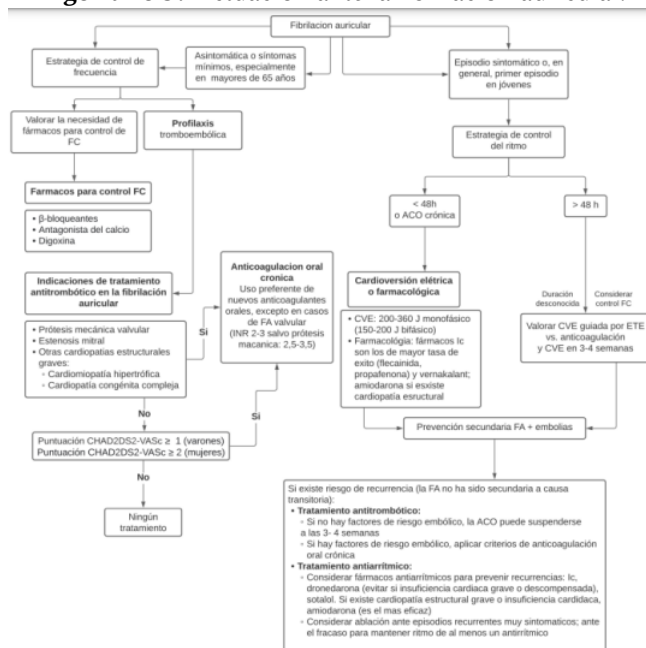 Fibrilacion auricular
Estrategia de control de
frecuencia
Asintomática o síntomas
mínimos, especialmente
en mayores de 65 años
Episodio sintomático o, en
general, primer episodio
en jóvenes
Valorar la necesidad de
fármacos para control de
FC
Profilaxis
tromboembólica
Estrategia de control
del ritmo
Farmacos para control FC
• β-bloqueantes
• Antagonista del calcio
• Digoxina
< 48h
o ACO crónica
> 48 h
Indicaciones de tratamiento
antitrombótico en la fibrilación
auricular
Anticoagulacion oral
cronica
Uso preferente de
nuevos anticoagulantes
orales, excepto en casos
de FA valvular
(INR 2-3 salvo prótesis
macanica: 2,5-3,5)
Cardioversión elétrica
o farmacológica
Duración
desconocida
Considerar
control FC
• Prótesis mecánica valvular
• Estenosis mitral
• Otras cardiopatias estructurales
graves:
◦ Cardiomiopatía hipertrófica
◦ Cardiopatía congénita compleja
Si
• CVE: 200-360 J monofásico
(150-200 J bifásico)
• Farmacológia: fármacos Ic
son los de mayor tasa de
exito (flecainida,
propafenona) y vernakalant;
amiodarona si esxiste
cardiopatía esructural
Valorar CVE guiada por ETE
vs. anticoagulación
y CVE en 3-4 semanas
No
Si
Puntuación CHAD2DS2-VASc ≥ 1 (varones)
Puntuación CHAD2DS2-VASc ≥ 2 (mujeres)
Prevención secundaria FA + embolias
No
Ningún
tratamiento
Si existe riesgo de recurrencia (la FA no ha sido secundaria a causa
transitoria):
• Tratamiento antitrombótico:
◦ Si no hay factores de riesgo embólico, la ACO puede suspenderse
a las 3- 4 semanas
◦ Si hay factores de riesgo embólico, aplicar criterios de anticoagulación
oral crónica
• Tratamiento antiarrítmico:
◦ Considerar fármacos antiarrítmicos para prevenir recurrencias: Ic,
dronedarona (evitar si insuficiencia cardiaca grave o descompensada),
sotalol. Si existe cardiopatía estructural grave o insuficiencia cardidaca,
amiodarona (es el mas eficaz)
◦ Considerar ablación ante episodios recurrentes muy sintomaticos; ante
el fracaso para mantener ritmo de al menos un antirrítmico